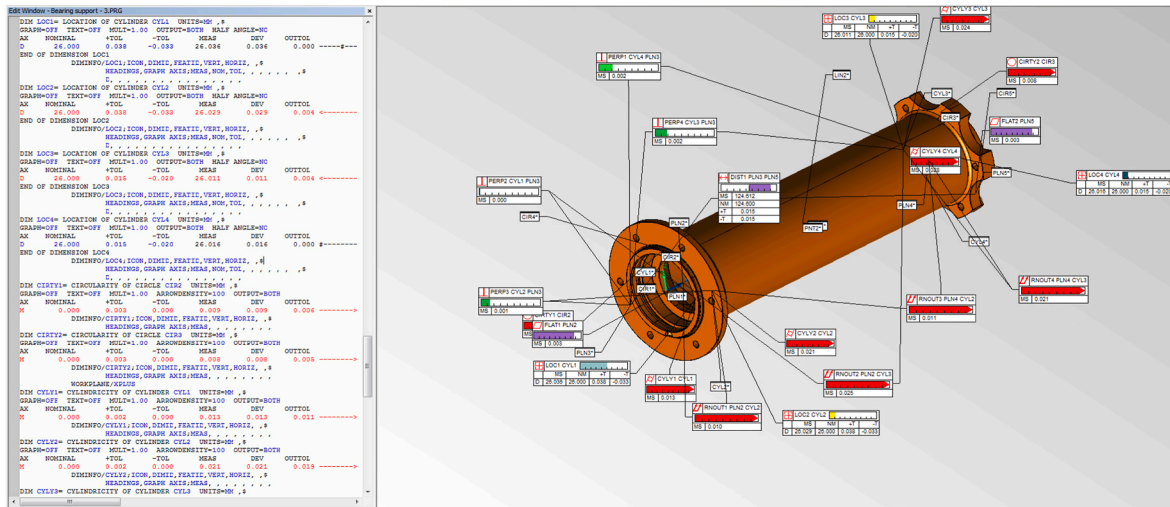 Edit Window - Bearing support - 3.PRG
DIM LOC1= LOCATION OF CYLINDER CYL1 UNITS=MM ,$
GRAPH=OFF TEXT=OFF MULT=1.00 OUTPUT=BOTH HALF ANGLE=NC
AX NOMINAL +TOL -TOL MEAS DEV OUTTOL
D 26.000 0.038 -0.033 26.036 0.036 0.000 -----#--
END OF DIMENSION LOC1
DIMINFO/LOC1;ICON,DIMID,FEATID,VERT,HORIZ, ,$
HEADINGS,GRAPH AXIS;MEAS,NOM,TOL, , , , , , ,$
D, , , , , , , , , , , , , , ,
DIM LOC2= LOCATION OF CYLINDER CYL2 UNITS=MM ,$
GRAPH=OFF TEXT=OFF MULT=1.00 OUTPUT=BOTH HALF ANGLE=NC
AX NOMINAL +TOL -TOL MEAS DEV OUTTOL
D 26.000 0.038 -0.033 26.029 0.029 0.004 <--------
END OF DIMENSION LOC2
DIMINFO/LOC2;ICON,DIMID,FEATID,VERT,HORIZ, ,$
HEADINGS,GRAPH AXIS;MEAS,NOM,TOL, , , , , , ,$
D, , , , , , , , , , , , , , ,
DIM LOC3= LOCATION OF CYLINDER CYL3 UNITS=MM ,$
GRAPH=OFF TEXT=OFF MULT=1.00 OUTPUT=BOTH HALF ANGLE=NC
AX NOMINAL +TOL -TOL MEAS DEV OUTTOL
D 26.000 0.015 -0.020 26.011 0.011 0.004 <--------
END OF DIMENSION LOC3
DIMINFO/LOC3;ICON,DIMID,FEATID,VERT,HORIZ, ,$
HEADINGS,GRAPH AXIS;MEAS,NOM,TOL, , , , , , ,$
D, , , , , , , , , , , , , , ,
DIM LOC4= LOCATION OF CYLINDER CYL4 UNITS=MM ,$
GRAPH=OFF TEXT=OFF MULT=1.00 OUTPUT=BOTH HALF ANGLE=NC
AX NOMINAL +TOL -TOL MEAS DEV OUTTOL
D 26.000 0.015 -0.020 26.016 0.016 0.000 #--------
END OF DIMENSION LOC4
DIMINFO/LOC4;ICON,DIMID,FEATID,VERT,HORIZ, ,$
HEADINGS,GRAPH AXIS;MEAS,NOM,TOL, , , , , , ,$
D, , , , , , , , , , , , , , ,
DIM CIRTY1= CIRCULARITY OF CIRCLE CIR2 UNITS=MM ,$
GRAPH=OFF TEXT=OFF MULT=1.00 ARROWDENSITY=100 OUTPUT=BOTH
AX NOMINAL +TOL -TOL MEAS DEV OUTTOL
M 0.000 0.003 0.000 0.009 0.009 0.006 -------->
DIMINFO/CIRTY1;ICON,DIMID,FEATID,VERT,HORIZ, ,$
HEADINGS,GRAPH AXIS;MEAS, , , , , , , ,
DIM CIRTY2= CIRCULARITY OF CIRCLE CIR3 UNITS=MM ,$
GRAPH=OFF TEXT=OFF MULT=1.00 ARROWDENSITY=100 OUTPUT=BOTH
AX NOMINAL +TOL -TOL MEAS DEV OUTTOL
M 0.000 0.003 0.000 0.008 0.008 0.005 -------->
DIMINFO/CIRTY2;ICON,DIMID,FEATID,VERT,HORIZ, ,$
HEADINGS,GRAPH AXIS;MEAS, , , , , , , ,
WORKPLANE/XPLUS
DIM CYLY1= CYLINDRICITY OF CYLINDER CYL1 UNITS=MM ,$
GRAPH=OFF TEXT=OFF MULT=1.00 ARROWDENSITY=100 OUTPUT=BOTH
AX NOMINAL +TOL -TOL MEAS DEV OUTTOL
M 0.000 0.002 0.000 0.013 0.013 0.011 -------->
DIMINFO/CYLY1;ICON,DIMID,FEATID,VERT,HORIZ, ,$
HEADINGS,GRAPH AXIS;MEAS, , , , , , , ,
DIM CYLY2= CYLINDRICITY OF CYLINDER CYL2 UNITS=MM ,$
GRAPH=OFF TEXT=OFF MULT=1.00 ARROWDENSITY=100 OUTPUT=BOTH
AX NOMINAL +TOL -TOL MEAS DEV OUTTOL
M 0.000 0.002 0.000 0.021 0.021 0.019 -------->
DIMINFO/CYLY2;ICON,DIMID,FEATID,VERT,HORIZ, ,$
HEADINGS,GRAPH AXIS;MEAS, , , , , , , ,
DIM CYLY3= CYLINDRICITY OF CYLINDER CYL3 UNITS=MM ,$
CYLY3 CYL3
MS 0.024
LOC3 CYL3
MS NM +T -T
D 26.011 26.000 0.015 -0.020
PERP1 CYL4 PLN3
MS 0.002
LIN2*
CIRTY2 CIR3
MS 0.008
CYL3*
CIR5*
CIR3*
PERP4 CYL3 PLN3
MS 0.002
FLAT2 PLN5
MS 0.003
CYLY4 CYL4
PLN5*
LOC4 CYL4
MS NM +T -T
D 26.016 26.000 0.015 -0.020
PERP2 CYL1 PLN3
MS 0.000
DIST1 PLN3 PLN5
MS 124.612
NM 124.600
+T 0.015
-T 0.015
PLN4*
CIR4*
PLN2*
PNT2*
CYL4*
CIR2*
CYL1*
CIR1*
PLN1*
PERP3 CYL2 PLN3
MS 0.001
RNOUT4 PLN4 CYL3
MS 0.021
RNOUT3 PLN4 CYL2
MS 0.011
CIRTY1 CIR2
FLAT1 PLN2
MS 0.003
CYLY2 CYL2
MS 0.021
PLN3*
LOC1 CYL1
MS NM +T -T
D 26.036 26.000 0.038 -0.033
CYLY1 CYL1
MS 0.013
CYL2*
RNOUT2 PLN2 CYL3
MS 0.025
RNOUT1 PLN2 CYL2
MS 0.010
LOC2 CYL2
MS NM +T -T
D 26.029 26.000 0.038 -0.033